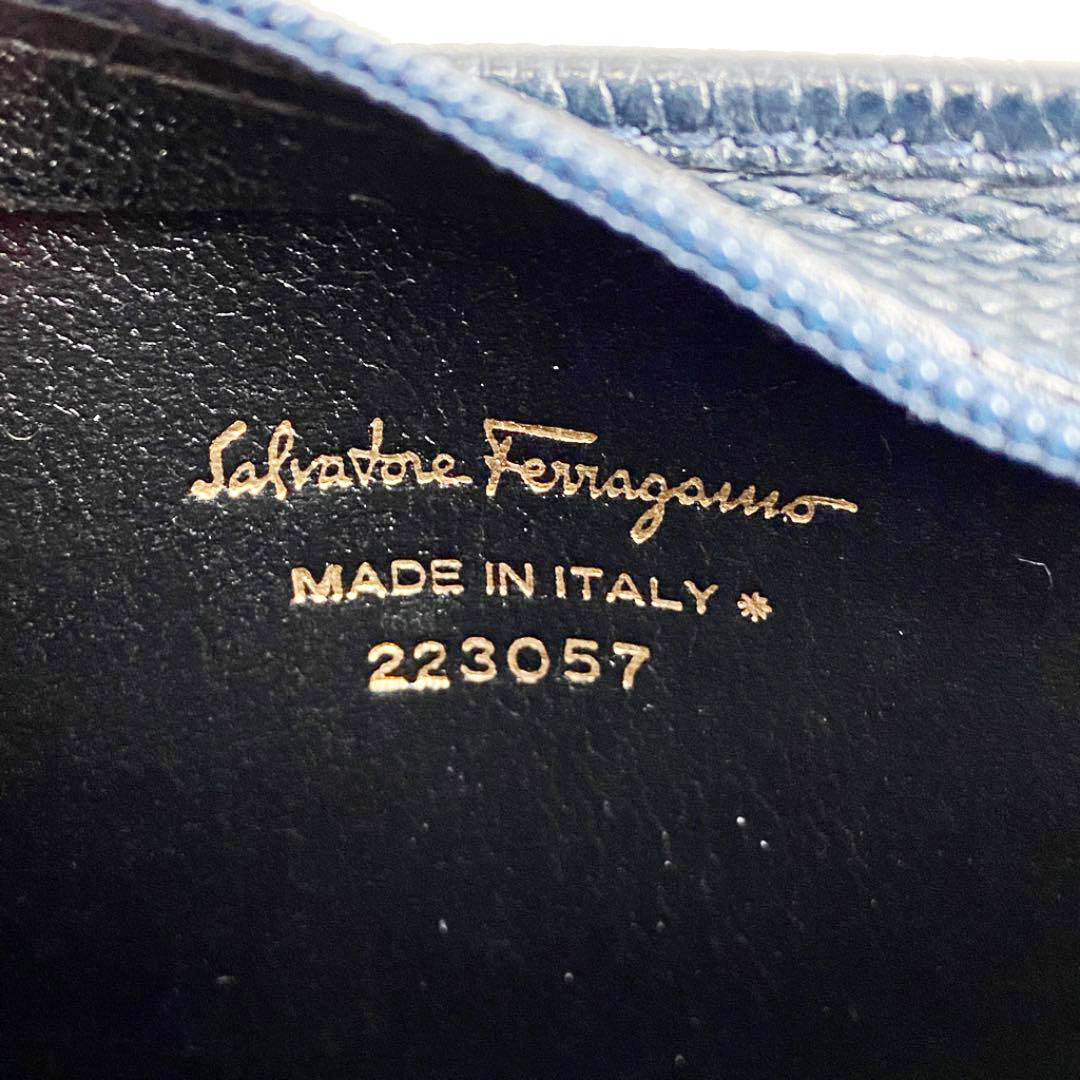 Salvatore Ferragamo
MADE IN ITALY *
223057